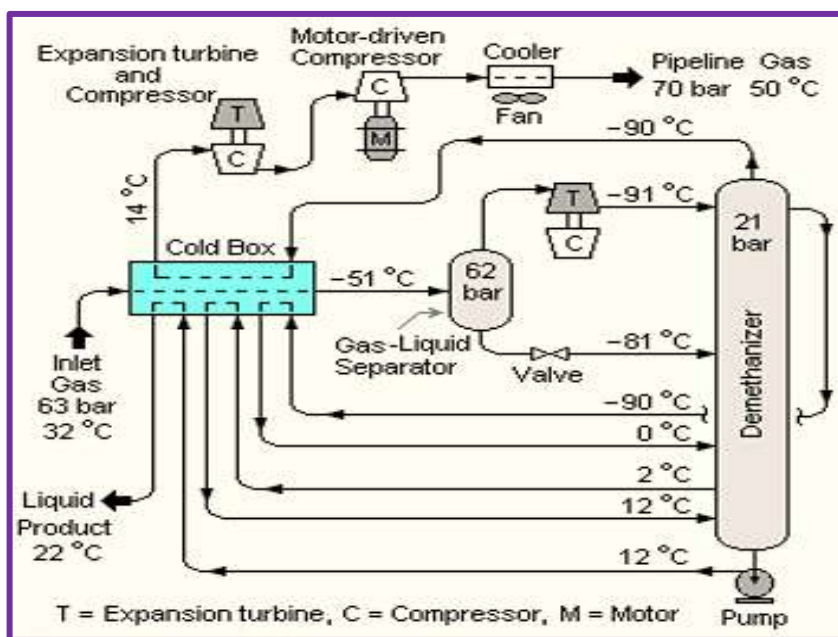 Expansion turbine
and
Compressor
Motor-driven
Compressor
Cooler
Fan
Pipeline Gas
70 bar 50 °C
T
C
C
M
14 °C
−90 °C
T
C
−91 °C
21
bar
Demethanizer
Cold Box
−51 °C
62
bar
Gas-Liquid
Separator
Valve
−81 °C
Inlet
Gas
63 bar
32 °C
−90 °C
0 °C
2 °C
12 °C
12 °C
Liquid
Product
22 °C
Pump
T = Expansion turbine, C = Compressor, M = Motor